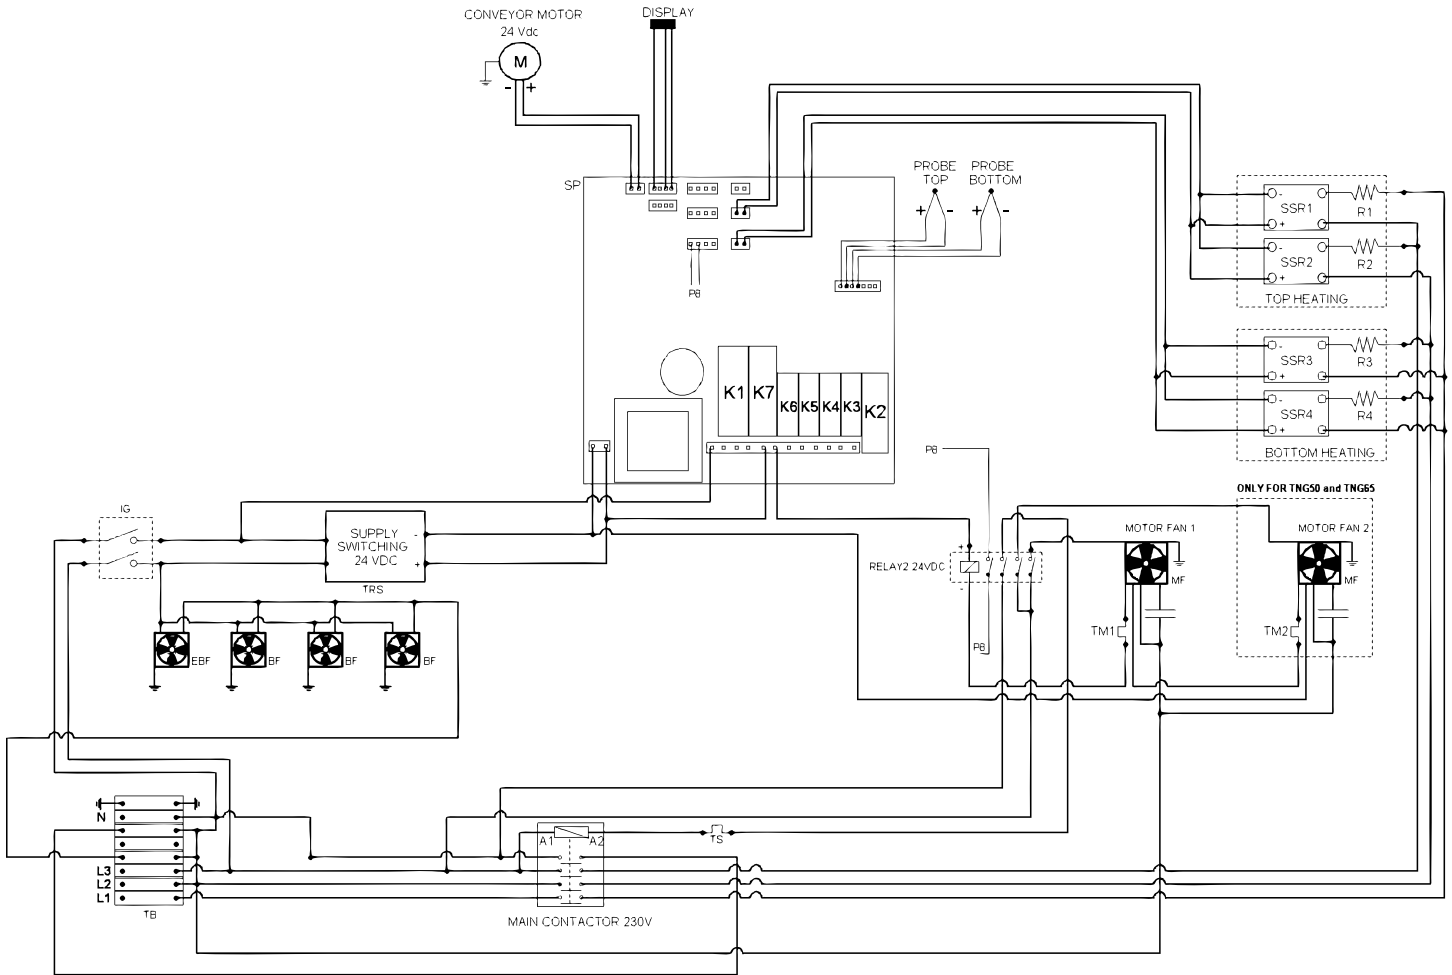 CONVEYOR MOTOR
24 Vdc
M
- +
DISPLAY
SP
PROBE
TOP
PROBE
BOTTOM
+ -
+ -
P8
K1
K7
K6
K5
K4
K3
K2
-
SSR1
+
R1
-
SSR2
+
R2
TOP HEATING
-
SSR3
+
R3
-
SSR4
+
R4
BOTTOM HEATING
P8
ONLY FOR TNG50 and TNG65
IG
SUPPLY
SWITCHING
24 VDC
-
+
TRS
MOTOR FAN 1
MOTOR FAN 2
+
RELAY2 24VDC
-
MF
MF
TM1
TM2
P8
EBF
BF
BF
BF
N
L3
L2
L1
TB
A1
A2
TS
MAIN CONTACTOR 230V